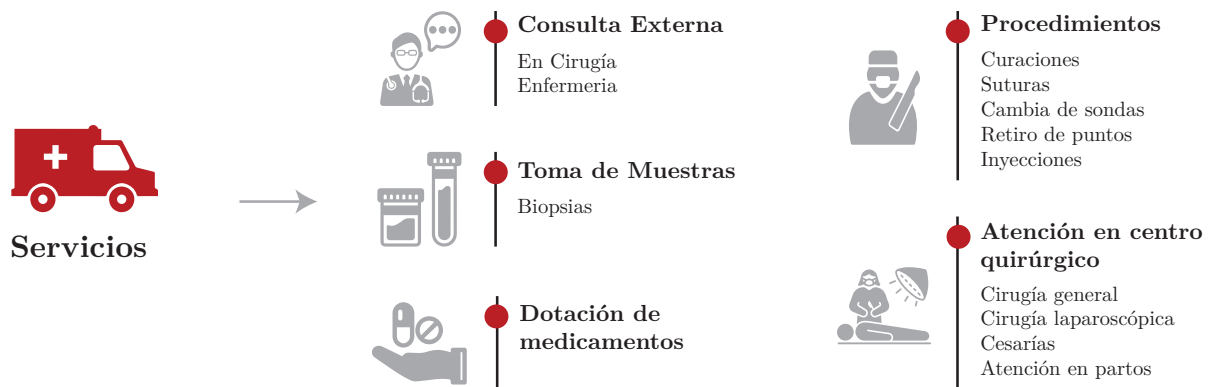 Servicios
Consulta Externa
En Cirugía
Enfermeria
Toma de Muestras
Biopsias
Dotación de
medicamentos
Procedimientos
Curaciones
Suturas
Cambia de sondas
Retiro de puntos
Inyecciones
Atención en centro
quirúrgico
Cirugía general
Cirugía laparoscópica
Cesarías
Atención en partos